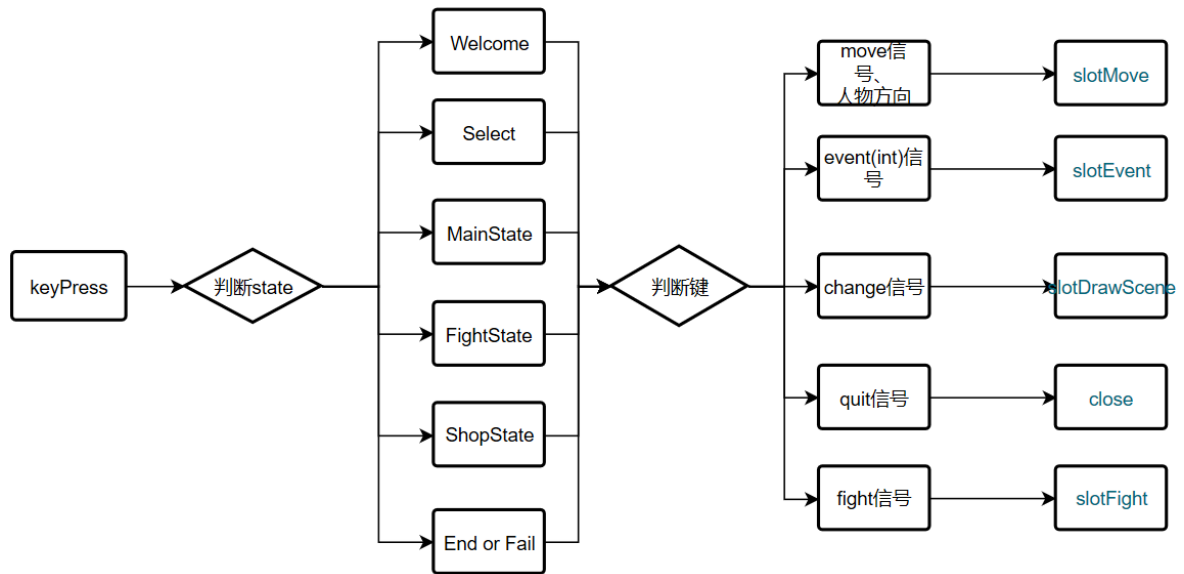 keyPress
判断state
Welcome
Select
MainState
FightState
ShopState
End or Fail
判断键
move信
号、
人物方向
slotMove
event(int)信
号
slotEvent
change信号
slotDrawScene
quit信号
close
fight信号
slotFight